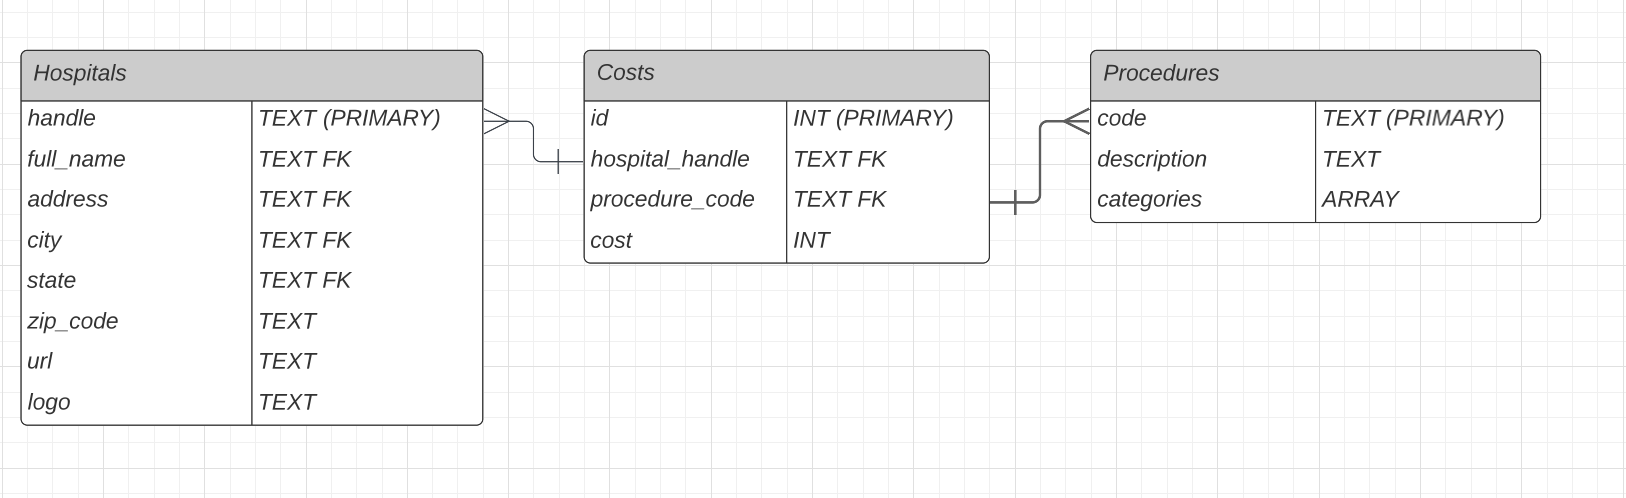 Hospitals
handle TEXT (PRIMARY)
full_name TEXT FK
address TEXT FK
city TEXT FK
state TEXT FK
zip_code TEXT
url TEXT
logo TEXT
Costs
id INT (PRIMARY)
hospital_handle TEXT FK
procedure_code TEXT FK
cost INT
Procedures
code TEXT (PRIMARY)
description TEXT
categories ARRAY